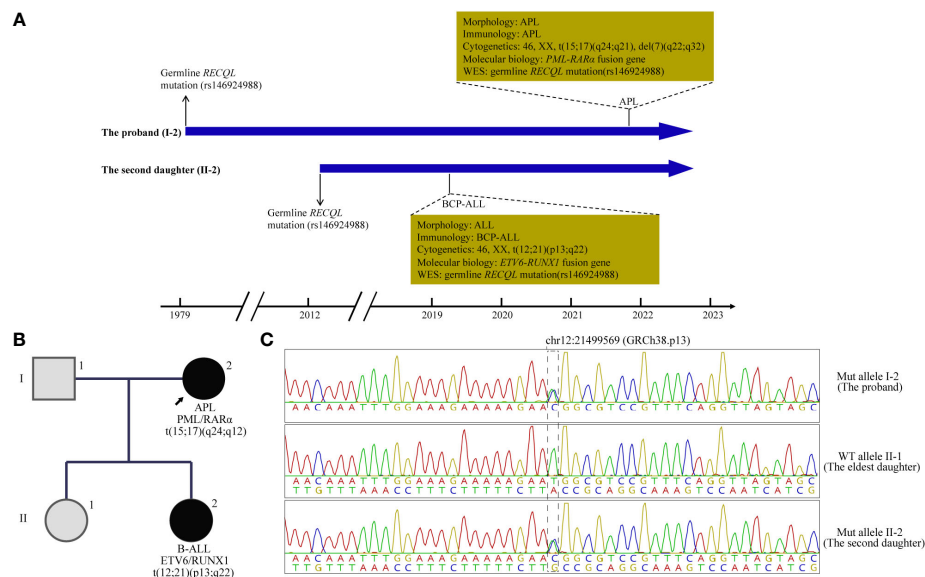 A
Morphology: APL
Immunology: APL
Cytogenetics: 46, XX, t(15;17)(q24;q21), del(7)(q22;q32)
Molecular biology: PML-RARα fusion gene
WES: germline RECQL mutation(rs146924988)
Germline RECQL
mutation (rs146924988)
APL
The proband (I-2)
The second daughter (II-2)
Germline RECQL
mutation (rs146924988)
BCP-ALL
Morphology: ALL
Immunology: BCP-ALL
Cytogenetics: 46, XX, t(12;21)(p13;q22)
Molecular biology: ETV6-RUNX1 fusion gene
WES: germline RECQL mutation(rs146924988)
1979 2012 2019 2020 2021 2022 2023
B
I
1
2
APL
PML/RARα
t(15;17)(q24;q12)
II
1
2
B-ALL
ETV6/RUNX1
t(12;21)(p13;q22)
C
chr12:21499569 (GRCh38.p13)
AACAAATTTGGAAAGAAAAAGAACGGCGTCCGTTTCAGGTTAGTAGC
Mut allele I-2
(The proband)
AACAAATTTGGAAAGAAAAAGAATGGCGTCCGTTTCAGGTTAGTAGC
TTGTTTAAACCTTTCTTTTTCTTACCGCAGGCAAAGTCCAATCATCG
WT allele II-1
(The eldest daughter)
AACAAATTTGGAAAGAAAAAGAACGGCGTCCGTTTCAGGTTAGTAGC
TTGTTTAAACCTTTCTTTTTCTTGCCGCAGGCAAAGTCCAATCATCG
Mut allele II-2
(The second daughter)